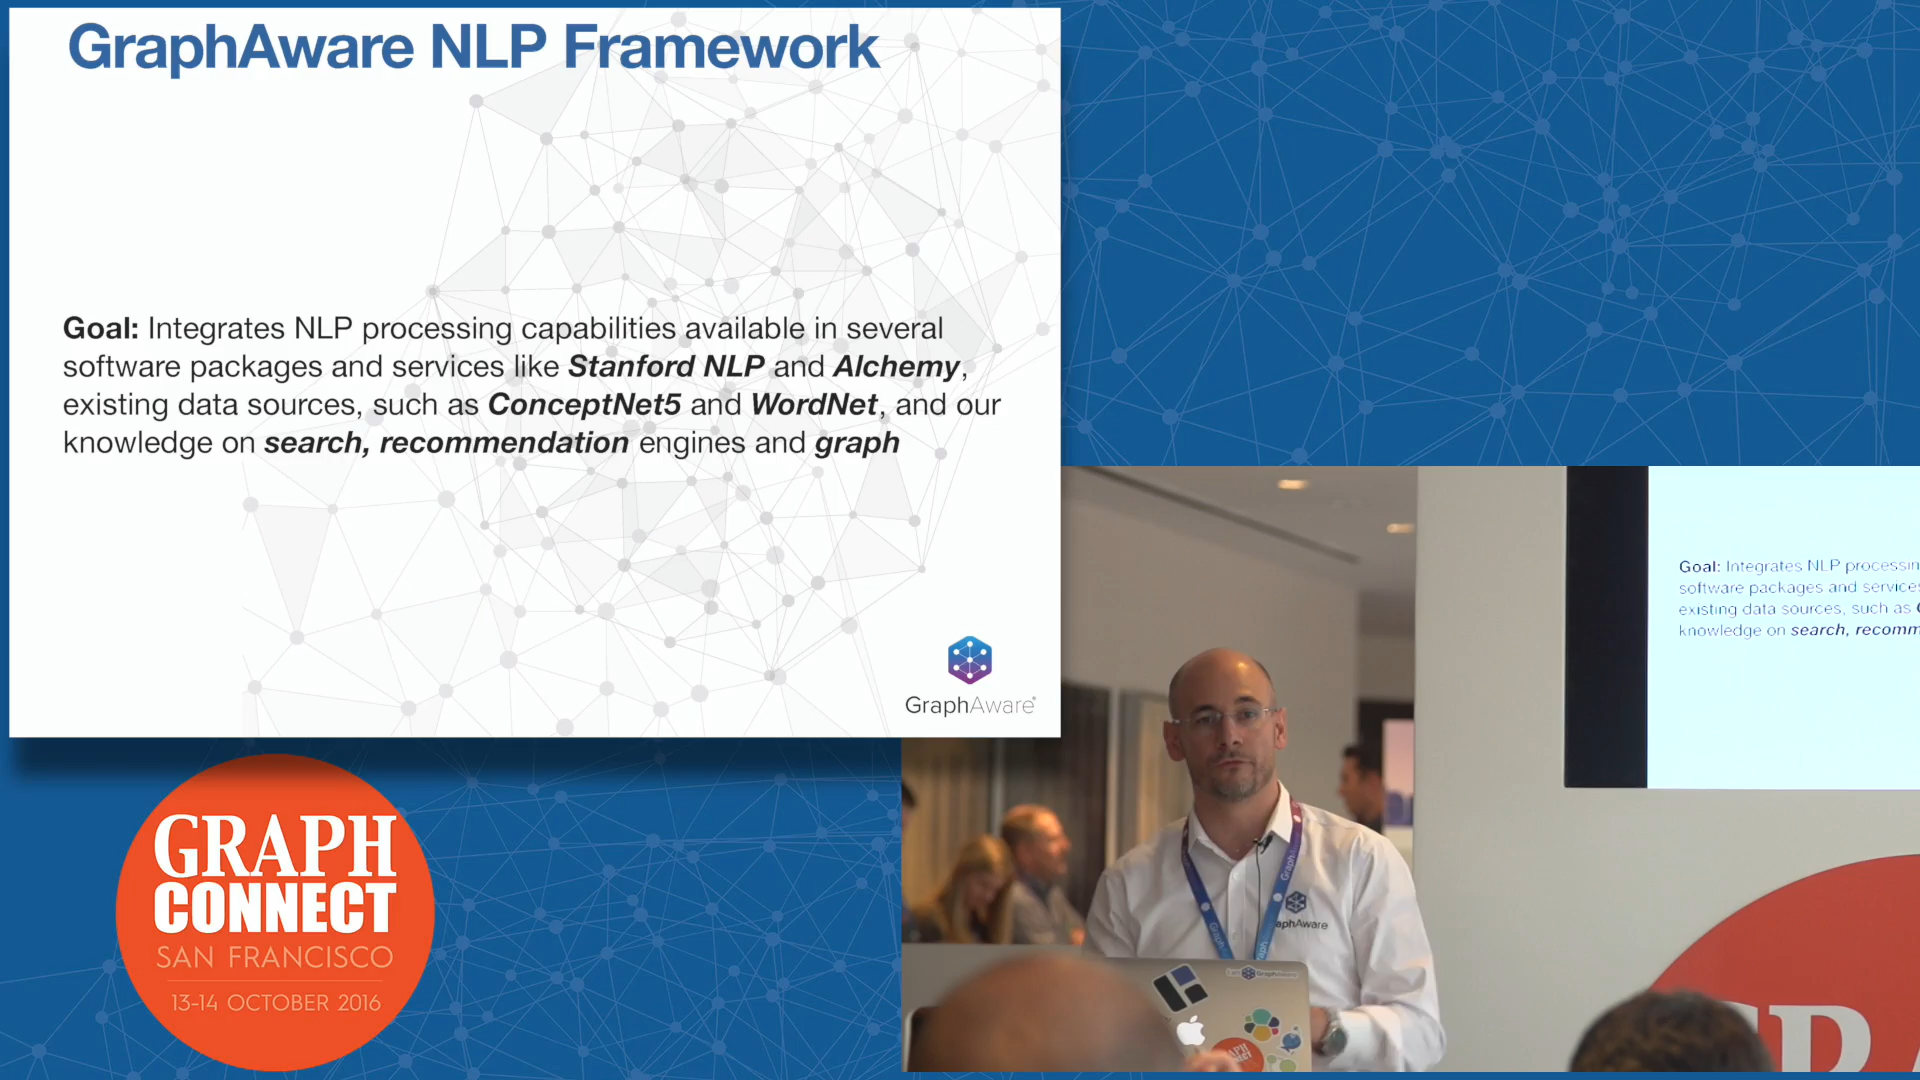 GraphAware NLP Framework
Goal: Integrates NLP processing capabilities available in several
software packages and services like Stanford NLP and Alchemy,
existing data sources, such as ConceptNet5 and WordNet, and our
knowledge on search, recommendation engines and graph
GraphAware®
GRAPH
CONNECT
SAN FRANCISCO
13-14 OCTOBER 2016
Goal: Integrates NLP processin
software packages and services
existing data sources, such as
knowledge on search, recomm
aphAware
GraphAware